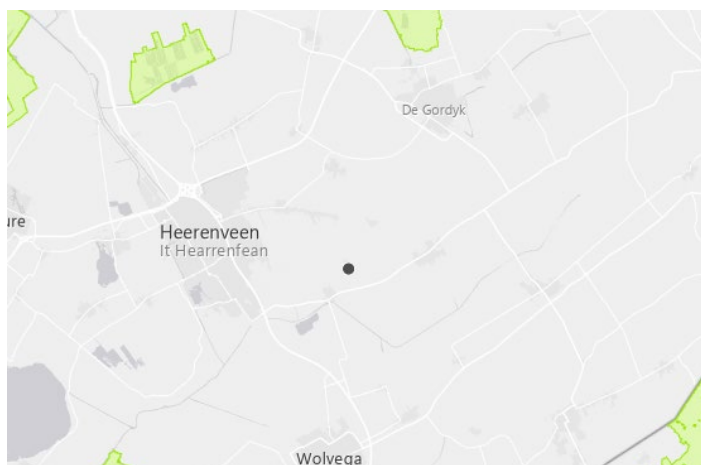 De Gordyk
ure
Heerenveen
It Hearrenfean
Wolvega